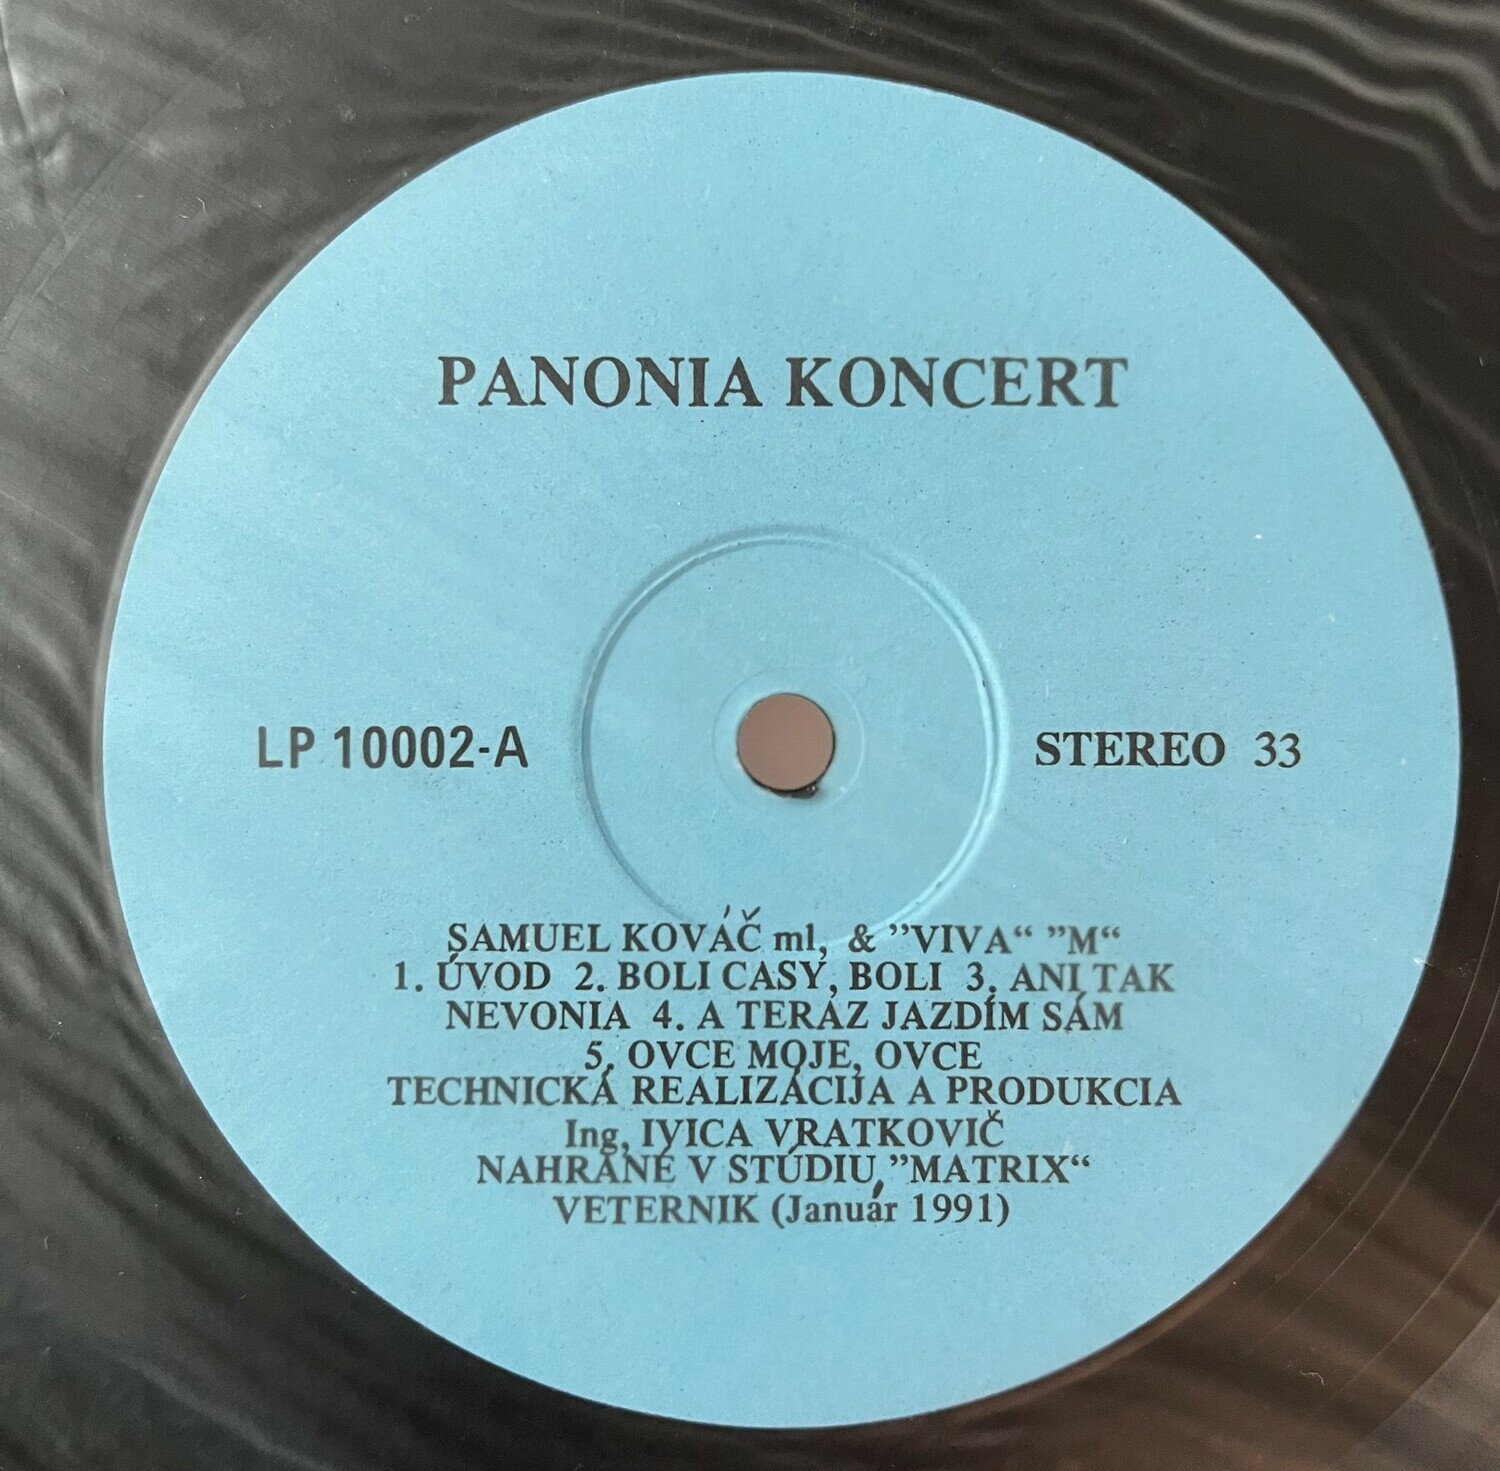 PANONIA KONCERT
LP 10002-A
STEREO 33
SAMUEL KOVÁČ ml, & ”VIVA“ ”M“
1. ÚVOD 2. BOLI CASY, BOLI 3. ANI TAK
NEVONIA 4. A TERÁZ JAZDÍM SÁM
5. OVCE MOJE, OVCE
TECHNICKÁ REALIZÁCIJA A PRODUKCIA
Ing, IVICA VRATKOVIČ
NAHRÁNÉ V STÚDIU ”MATRIX“
VETERNIK (Január 1991)